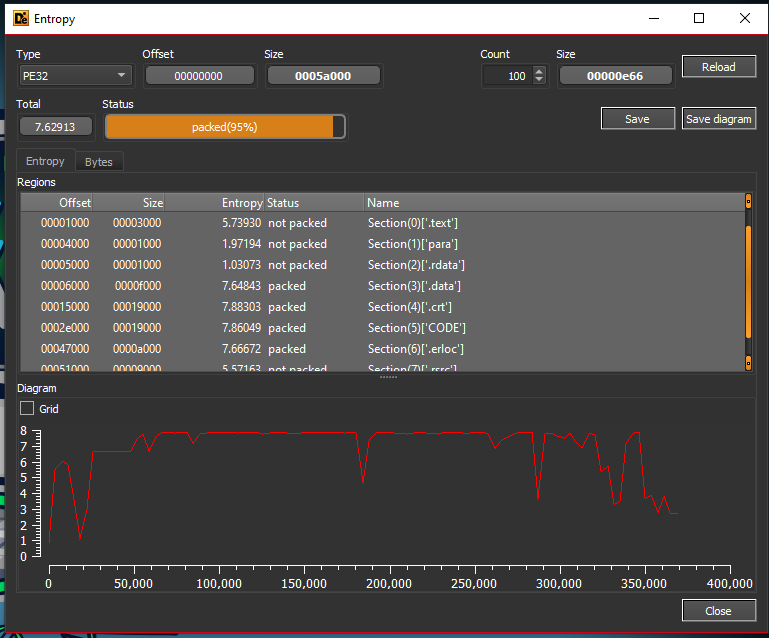 Entropy
Type Offset Size Count Size
PE32 00000000 0005a000 100 00000e66 Reload
Total Status
7.62913 packed(95%) Save Save diagram
Entropy Bytes
Regions
Offset Size Entropy Status Name
00001000 00003000 5.73930 not packed Section(0)['.text']
00004000 00001000 1.97194 not packed Section(1)['para']
00005000 00001000 1.03073 not packed Section(2)['.rdata']
00006000 0000f000 7.64843 packed Section(3)['.data']
00015000 00019000 7.88303 packed Section(4)['.crt']
0002e000 00019000 7.86049 packed Section(5)['CODE']
00047000 0000a000 7.66672 packed Section(6)['.erloc']
00051000 00009000 5.57163 not packed Section(7)['.rsrc']
Diagram
Grid
8
7
6
5
4
3
2
1
0
0 50,000 100,000 150,000 200,000 250,000 300,000 350,000 400,000
Close